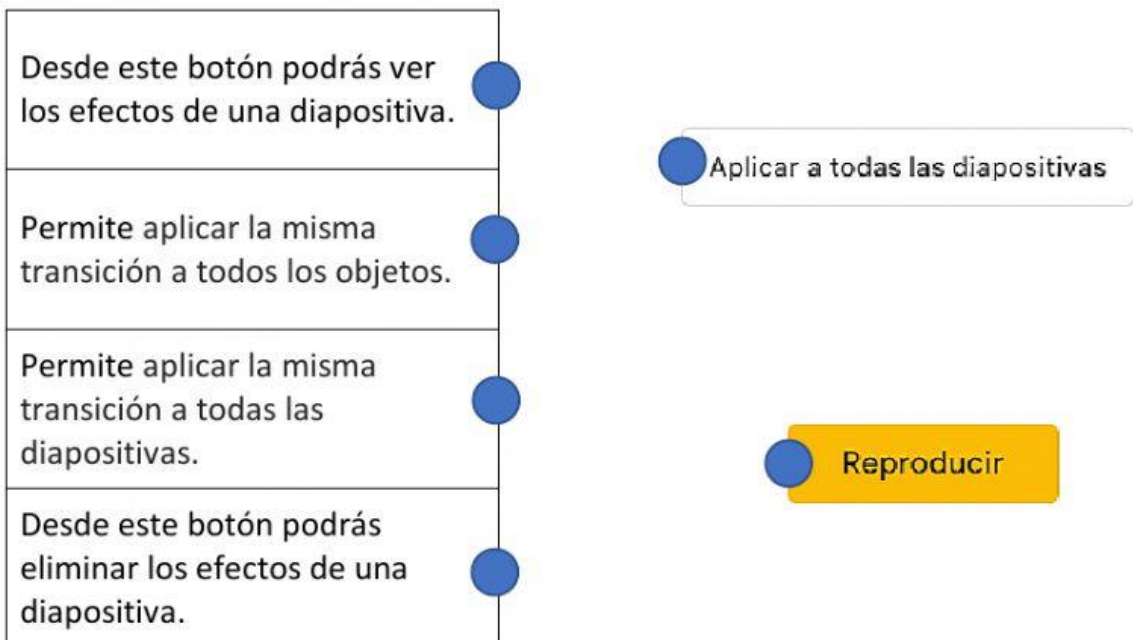 Desde este botón podrás ver
los efectos de una diapositiva.
Permite aplicar la misma
transición a todos los objetos.
Permite aplicar la misma
transición a todas las
diapositivas.
Desde este botón podrás
eliminar los efectos de una
diapositiva.
Aplicar a todas las diapositivas
Reproducir